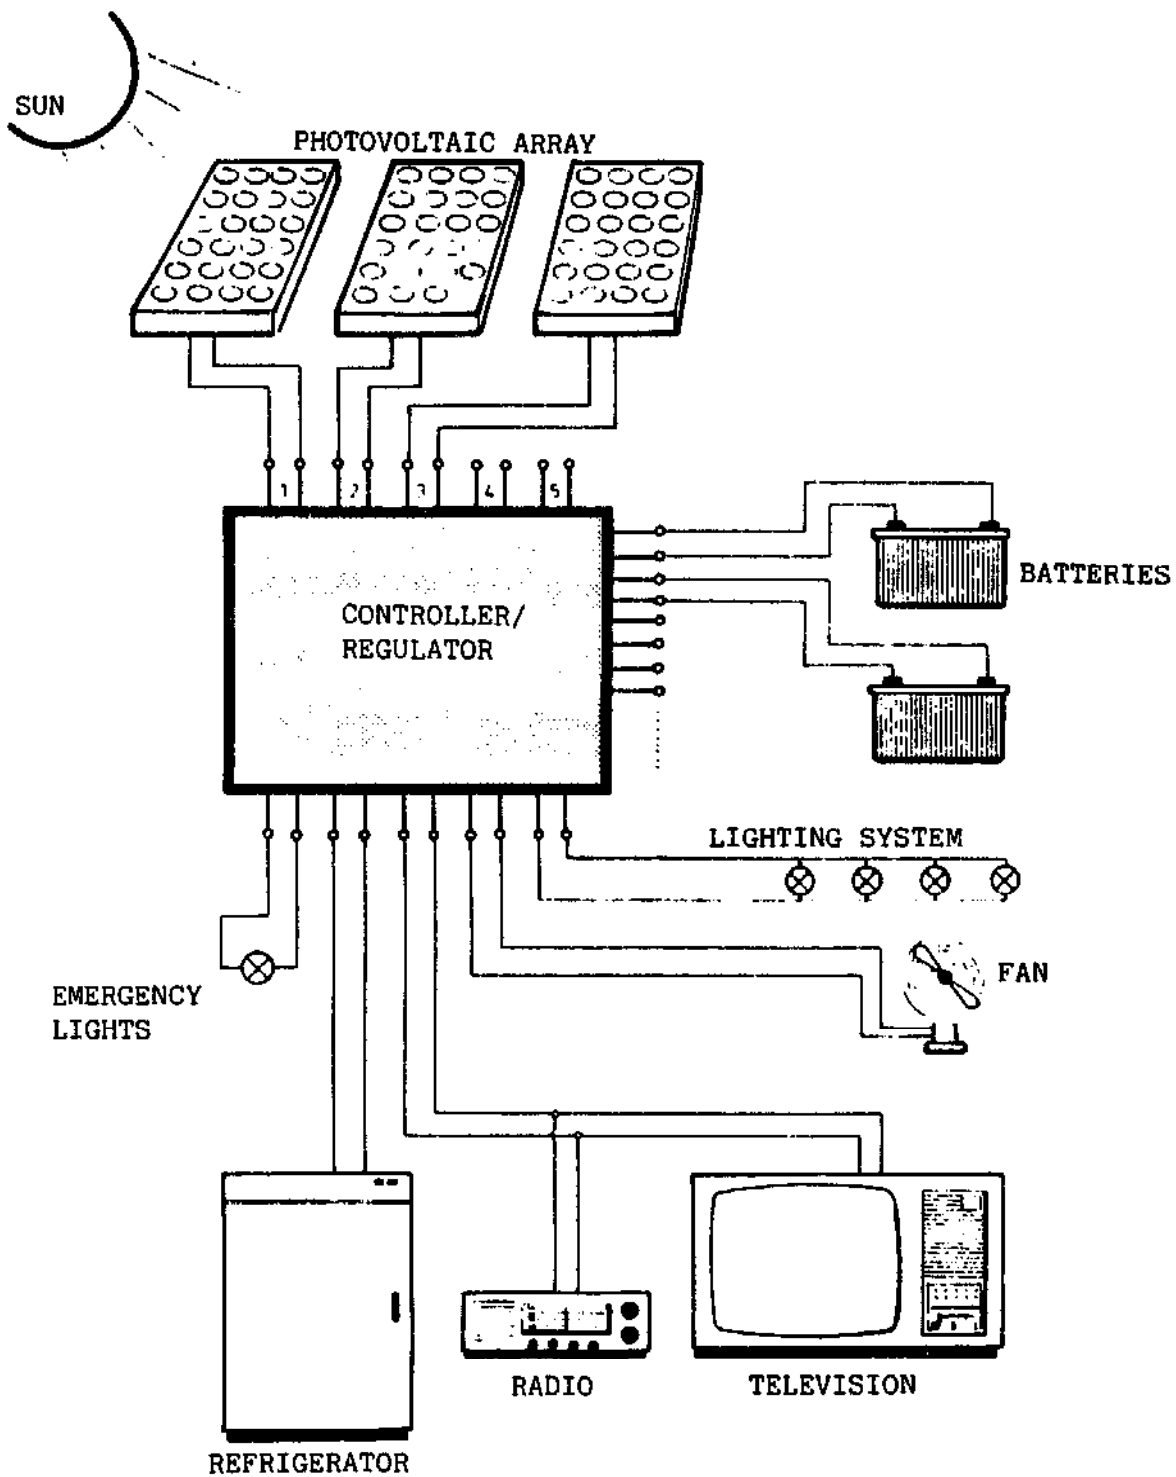 SUN
PHOTOVOLTAIC ARRAY
1 2 3 4 5
BATTERIES
CONTROLLER/
REGULATOR
LIGHTING SYSTEM
FAN
EMERGENCY
LIGHTS
RADIO
TELEVISION
REFRIGERATOR